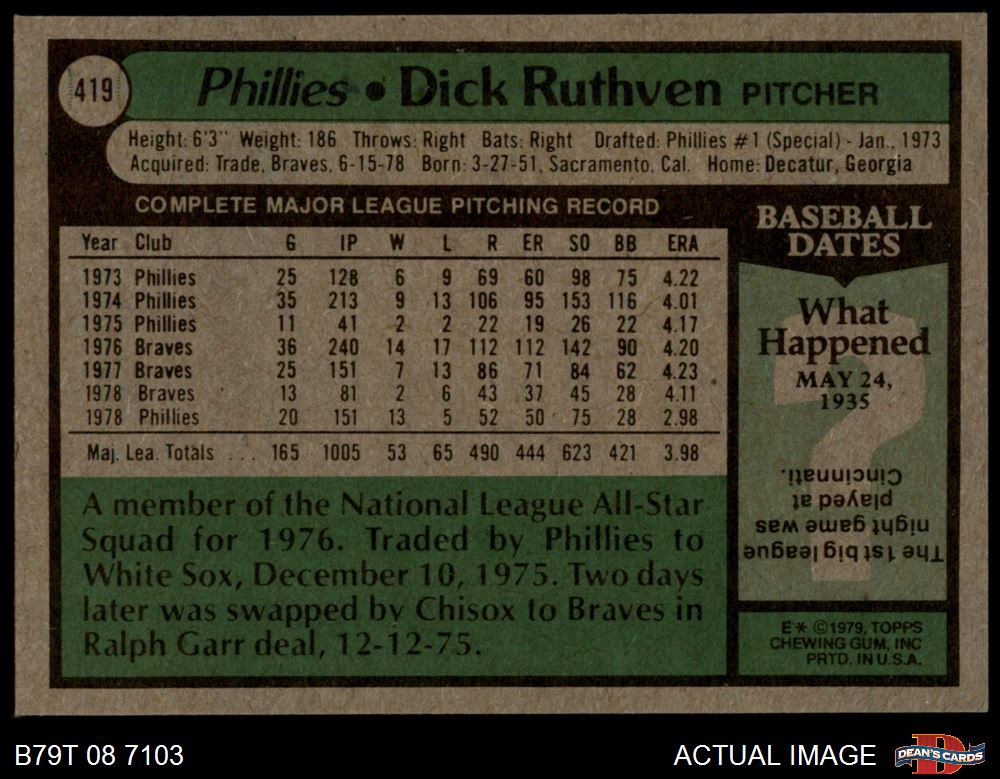 419
Phillies • Dick Ruthven PITCHER
Height: 6'3" Weight: 186 Throws: Right Bats: Right Drafted: Phillies #1 (Special) - Jan., 1973
Acquired: Trade, Braves, 6-15-78 Born: 3-27-51, Sacramento, Cal. Home: Decatur, Georgia
COMPLETE MAJOR LEAGUE PITCHING RECORD
Year Club G IP W L R ER SO BB ERA
1973 Phillies 25 128 6 9 69 60 98 75 4.22
1974 Phillies 35 213 9 13 106 95 153 116 4.01
1975 Phillies 11 41 2 2 22 19 26 22 4.17
1976 Braves 36 240 14 17 112 112 142 90 4.20
1977 Braves 25 151 7 13 86 71 84 62 4.23
1978 Braves 13 81 2 6 43 37 45 28 4.11
1978 Phillies 20 151 13 5 52 50 75 28 2.98
Maj. Lea. Totals ... 165 1005 53 65 490 444 623 421 3.98
A member of the National League All-Star
Squad for 1976. Traded by Phillies to
White Sox, December 10, 1975. Two days
later was swapped by Chisox to Braves in
Ralph Garr deal, 12-12-75.
BASEBALL
DATES
What
Happened
MAY 24,
1935
?
The 1st big league
night game was
played at
Cincinnati.
E* ©1979, TOPPS
CHEWING GUM, INC
PRTD. IN U.S.A.
B79T 08 7103
ACTUAL IMAGE
DEAN'S CARDS